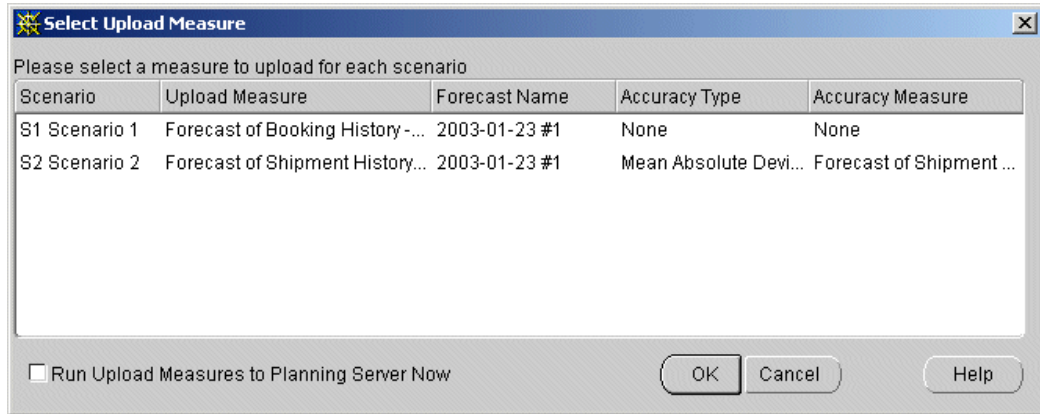 Select Upload Measure
Please select a measure to upload for each scenario
Scenario Upload Measure Forecast Name Accuracy Type Accuracy Measure
S1 Scenario 1 Forecast of Booking History -... 2003-01-23 #1 None None
S2 Scenario 2 Forecast of Shipment History... 2003-01-23 #1 Mean Absolute Devi... Forecast of Shipment ...
Run Upload Measures to Planning Server Now OK Cancel Help